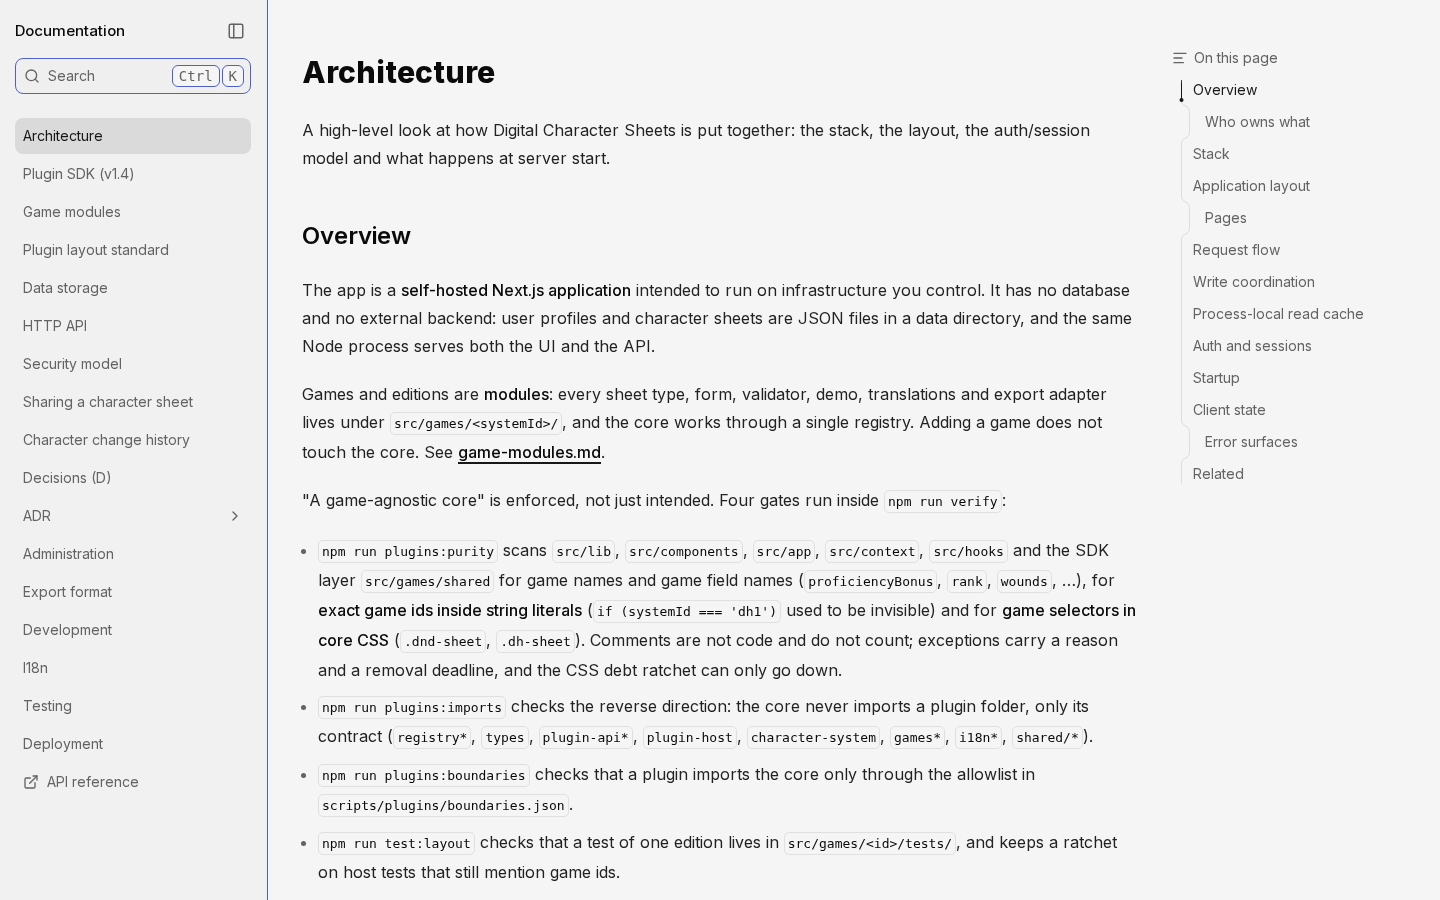 Documentation
Search Ctrl K
Architecture
Plugin SDK (v1.4)
Game modules
Plugin layout standard
Data storage
HTTP API
Security model
Sharing a character sheet
Character change history
Decisions (D)
ADR
Administration
Export format
Development
I18n
Testing
Deployment
API reference
Architecture
A high-level look at how Digital Character Sheets is put together: the stack, the layout, the auth/session
model and what happens at server start.
Overview
The app is a self-hosted Next.js application intended to run on infrastructure you control. It has no database
and no external backend: user profiles and character sheets are JSON files in a data directory, and the same
Node process serves both the UI and the API.
Games and editions are modules: every sheet type, form, validator, demo, translations and export adapter
lives under src/games/<systemId>/, and the core works through a single registry. Adding a game does not
touch the core. See game-modules.md.
"A game-agnostic core" is enforced, not just intended. Four gates run inside npm run verify:
• npm run plugins:purity scans src/lib, src/components, src/app, src/context, src/hooks and the SDK
layer src/games/shared for game names and game field names (proficiencyBonus, rank, wounds, …), for
exact game ids inside string literals (if (systemId === 'dh1') used to be invisible) and for game selectors in
core CSS (.dnd-sheet, .dh-sheet). Comments are not code and do not count; exceptions carry a reason
and a removal deadline, and the CSS debt ratchet can only go down.
• npm run plugins:imports checks the reverse direction: the core never imports a plugin folder, only its
contract (registry*, types, plugin-api*, plugin-host, character-system, games*, i18n*, shared/*).
• npm run plugins:boundaries checks that a plugin imports the core only through the allowlist in
scripts/plugins/boundaries.json.
• npm run test:layout checks that a test of one edition lives in src/games/<id>/tests/, and keeps a ratchet
on host tests that still mention game ids.
On this page
Overview
Who owns what
Stack
Application layout
Pages
Request flow
Write coordination
Process-local read cache
Auth and sessions
Startup
Client state
Error surfaces
Related